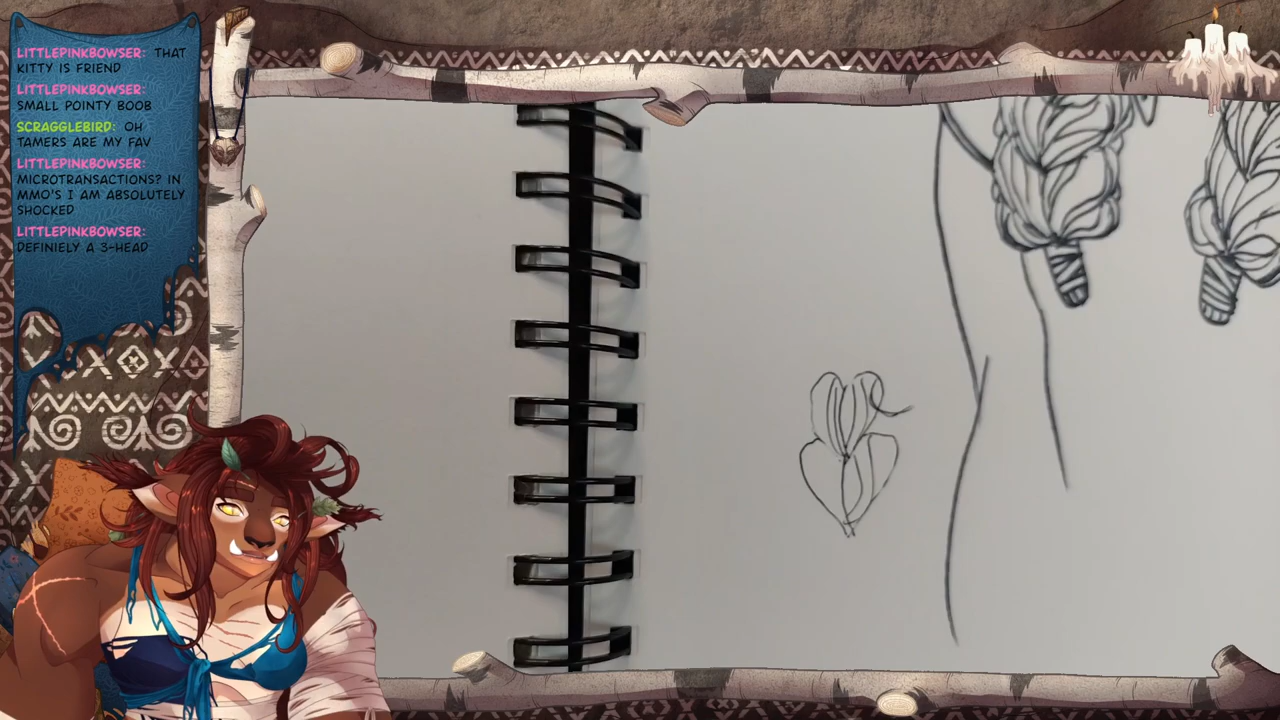 LITTLEPINKBOWSER: THAT
KITTY IS FRIEND
LITTLEPINKBOWSER:
SMALL POINTY BOOB
SCRAGGLEBIRD: OH
TAMERS ARE MY FAV
LITTLEPINKBOWSER:
MICROTRANSACTIONS? IN
MMO'S I AM ABSOLUTELY
SHOCKED
LITTLEPINKBOWSER:
DEFINIELY A 3-HEAD